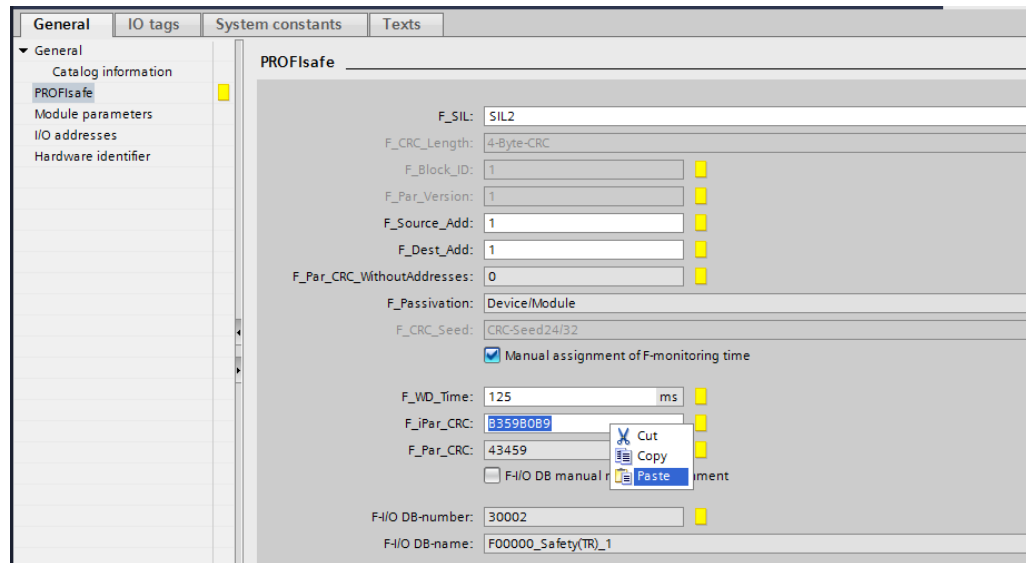 General IO tags System constants Texts
General
Catalog information
PROFIsafe
Module parameters
I/O addresses
Hardware identifier
PROFIsafe
F_SIL: SIL2
F_CRC_Length: 4-Byte-CRC
F_Block_ID: 1
F_Par_Version: 1
F_Source_Add: 1
F_Dest_Add: 1
F_Par_CRC_WithoutAddresses: 0
F_Passivation: Device/Module
F_CRC_Seed: CRC-Seed24/32
Manual assignment of F-monitoring time
F_WD_Time: 125 ms
F_iPar_CRC: B359B0B9
Cut
F_Par_CRC: 43459
Copy
F-I/O DB manual
Paste
F-I/O DB-number: 30002
F-I/O DB-name: F00000_Safety(TR)_1